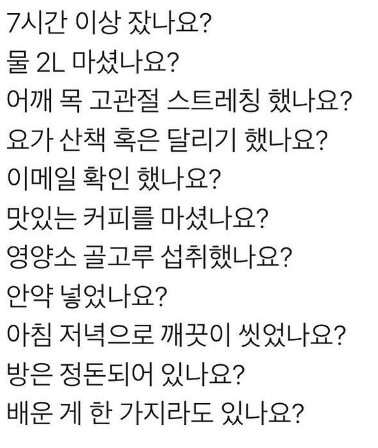 7시간 이상 잤나요?
물 2L 마셨나요?
어깨 목 고관절 스트레칭 했나요?
요가 산책 혹은 달리기 했나요?
이메일 확인 했나요?
맛있는 커피를 마셨나요?
영양소 골고루 섭취했나요?
안약 넣었나요?
아침 저녁으로 깨끗이 씻었나요?
방은 정돈되어 있나요?
배운 게 한 가지라도 있나요?